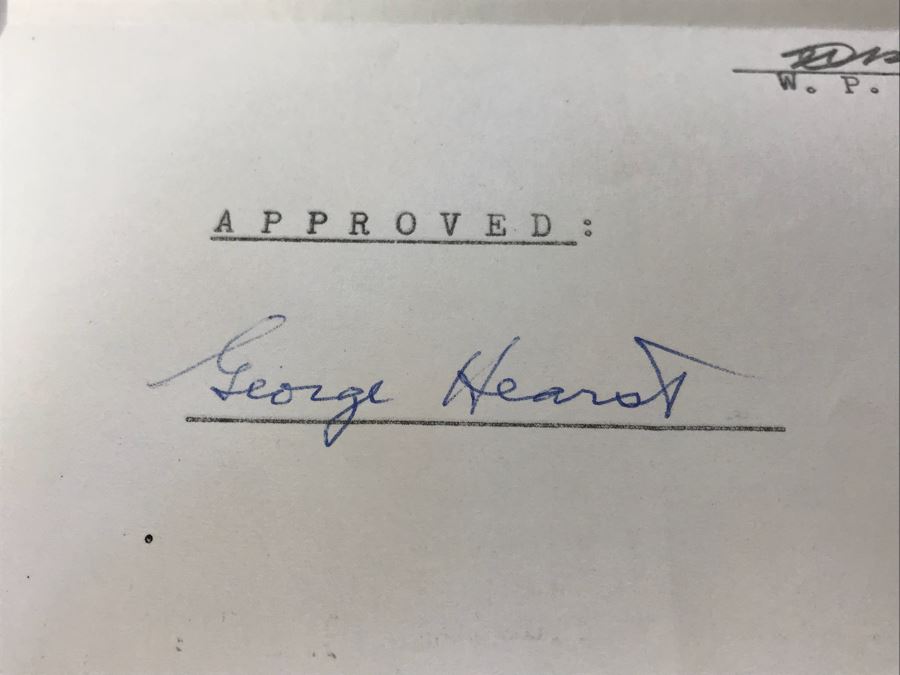 W. P.
A P P R O V E D :
George Hearst